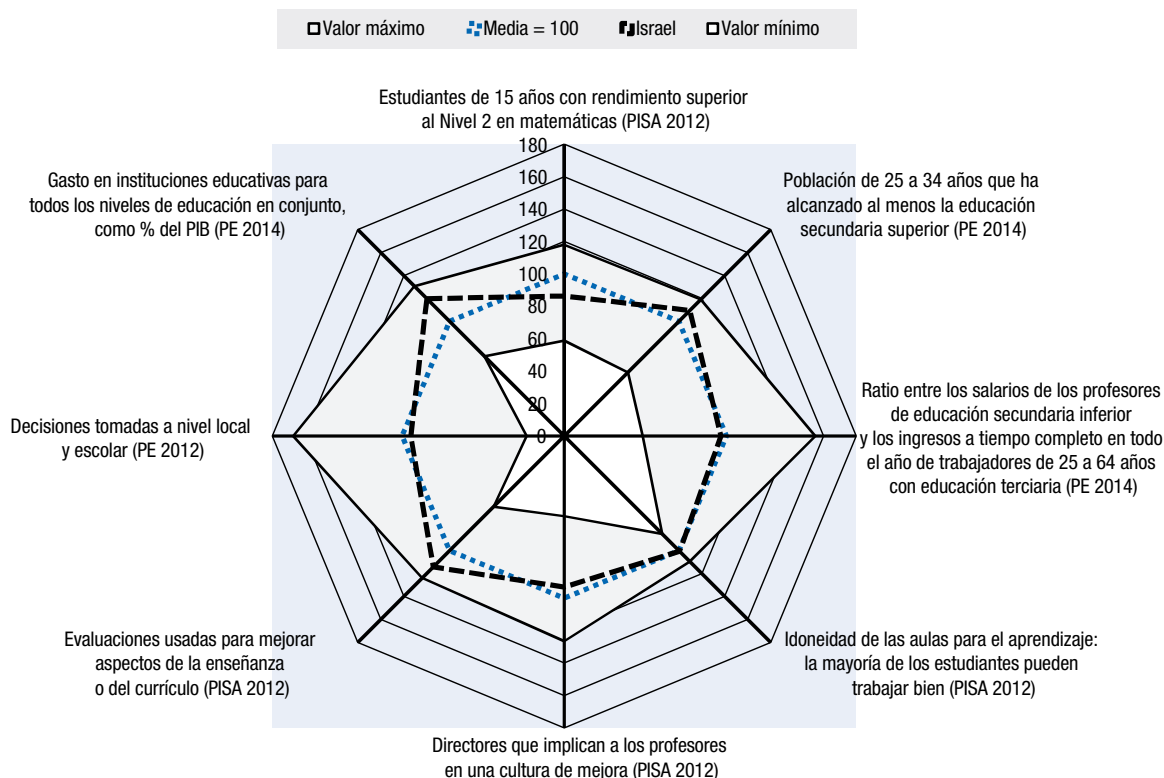 Valor máximo Media = 100 Israel Valor mínimo
Estudiantes de 15 años con rendimiento superior
al Nivel 2 en matemáticas (PISA 2012)
Población de 25 a 34 años que ha
alcanzado al menos la educación
secundaria superior (PE 2014)
Ratio entre los salarios de los profesores
de educación secundaria inferior
y los ingresos a tiempo completo en todo
el año de trabajadores de 25 a 64 años
con educación terciaria (PE 2014)
Idoneidad de las aulas para el aprendizaje:
la mayoría de los estudiantes pueden
trabajar bien (PISA 2012)
Directores que implican a los profesores
en una cultura de mejora (PISA 2012)
Evaluaciones usadas para mejorar
aspectos de la enseñanza
o del currículo (PISA 2012)
Decisiones tomadas a nivel local
y escolar (PE 2012)
Gasto en instituciones educativas para
todos los niveles de educación en conjunto,
como % del PIB (PE 2014)
180
160
140
120
100
80
60
40
20
0